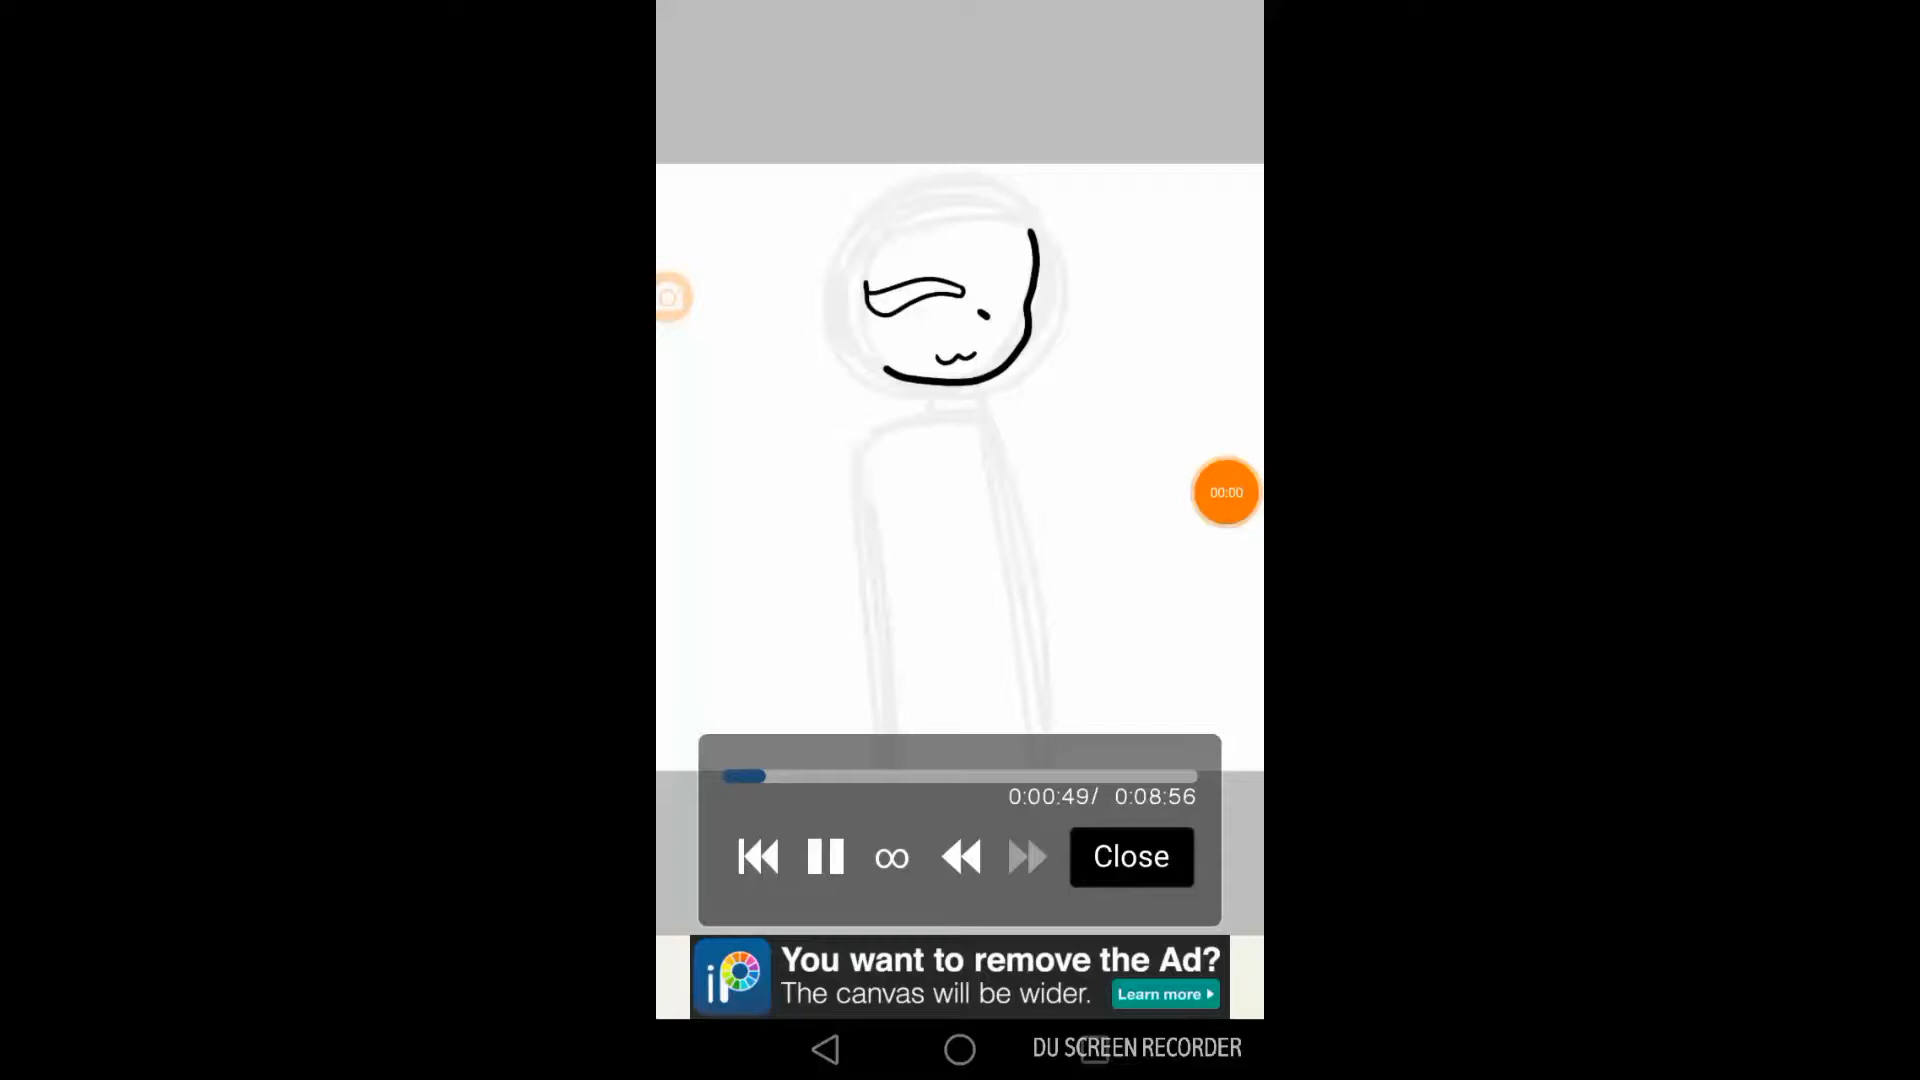 00:00
0:00:49/ 0:08:56
Close
iP
You want to remove the Ad?
The canvas will be wider.
Learn more
DU SCREEN RECORDER